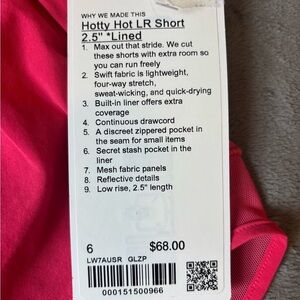 WHY WE MADE THIS
Hotty Hot LR Short
2.5" *Lined
1. Max out that stride. We cut
these shorts with extra room so
you can run freely
2. Swift fabric is lightweight,
four-way stretch,
sweat-wicking, and quick-drying
3. Built-in liner offers extra
coverage
4. Continuous drawcord
5. A discreet zippered pocket in
the seam for small items
6. Secret stash pocket in the
liner
7. Mesh fabric panels
8. Reflective details
9. Low rise, 2.5" length
6 $68.00
LW7AUSR GLZP
000151500966